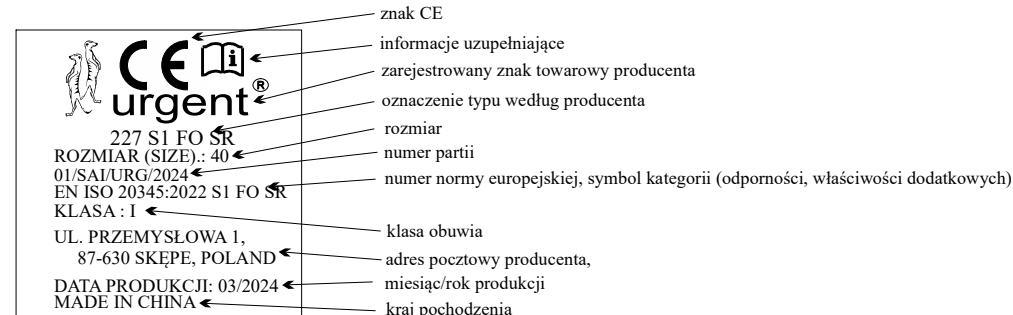 znak CE
CE i
informacje uzupełniające
zarejestrowany znak towarowy producenta
urgent®
oznaczenie typu według producenta
227 S1 FO SR
rozmiar
ROZMIAR (SIZE).: 40
numer partii
01/SAI/URG/2024
numer normy europejskiej, symbol kategorii (odporności, właściwości dodatkowych)
EN ISO 20345:2022 S1 FO SR
KLASA : I
klasa obuwia
UL. PRZEMYSŁOWA 1,
87-630 SKĘPE, POLAND
adres pocztowy producenta,
DATA PRODUKCJI: 03/2024
miesiąc/rok produkcji
MADE IN CHINA
kraj pochodzenia